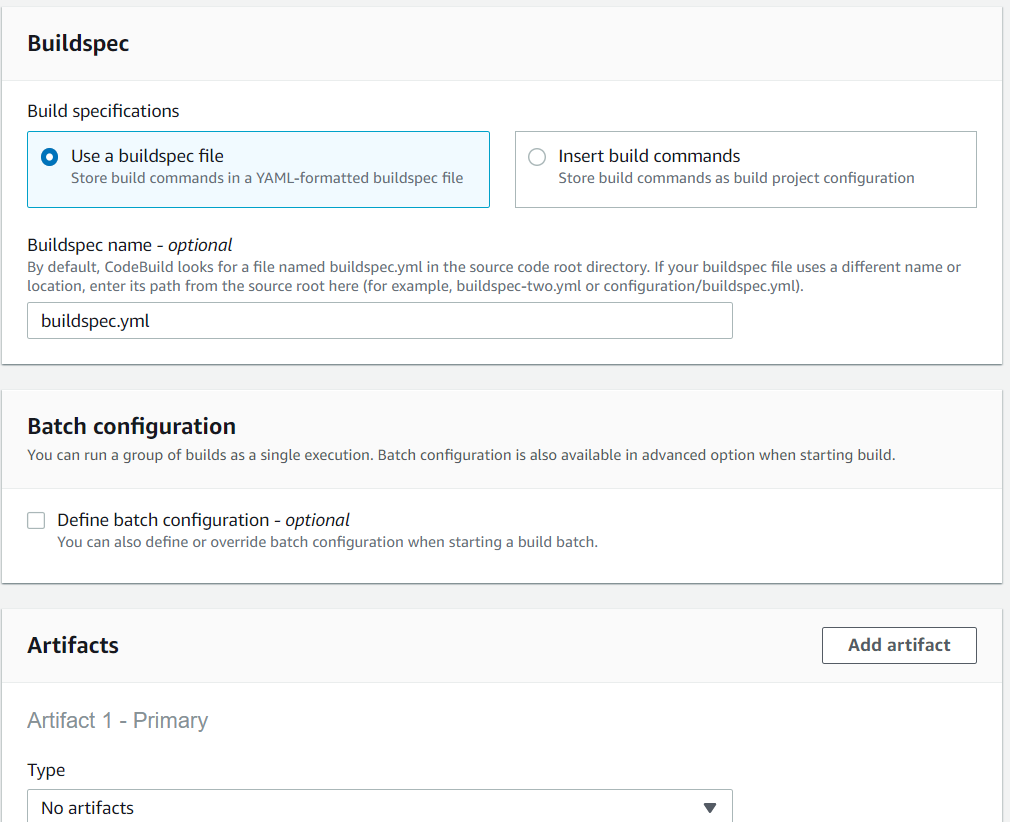 Buildspec
Build specifications
Use a buildspec file
Store build commands in a YAML-formatted buildspec file
Insert build commands
Store build commands as build project configuration
Buildspec name - optional
By default, CodeBuild looks for a file named buildspec.yml in the source code root directory. If your buildspec file uses a different name or
location, enter its path from the source root here (for example, buildspec-two.yml or configuration/buildspec.yml).
buildspec.yml
Batch configuration
You can run a group of builds as a single execution. Batch configuration is also available in advanced option when starting build.
Define batch configuration - optional
You can also define or override batch configuration when starting a build batch.
Artifacts
Add artifact
Artifact 1 - Primary
Type
No artifacts